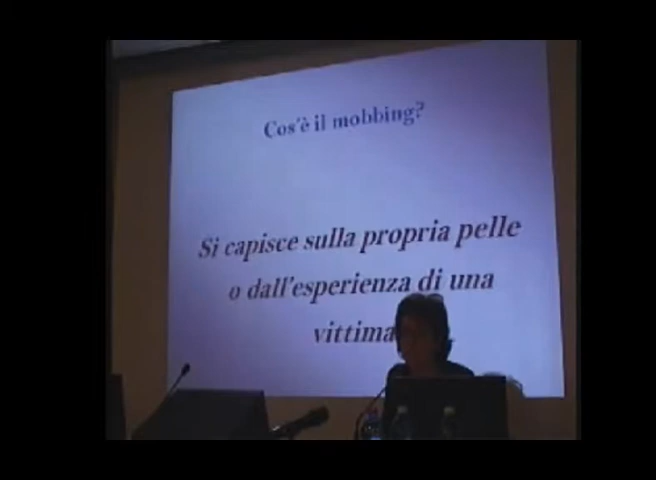 Cos'è il mobbing?
Si capisce sulla propria pelle
o dall'esperienza di una
vittima